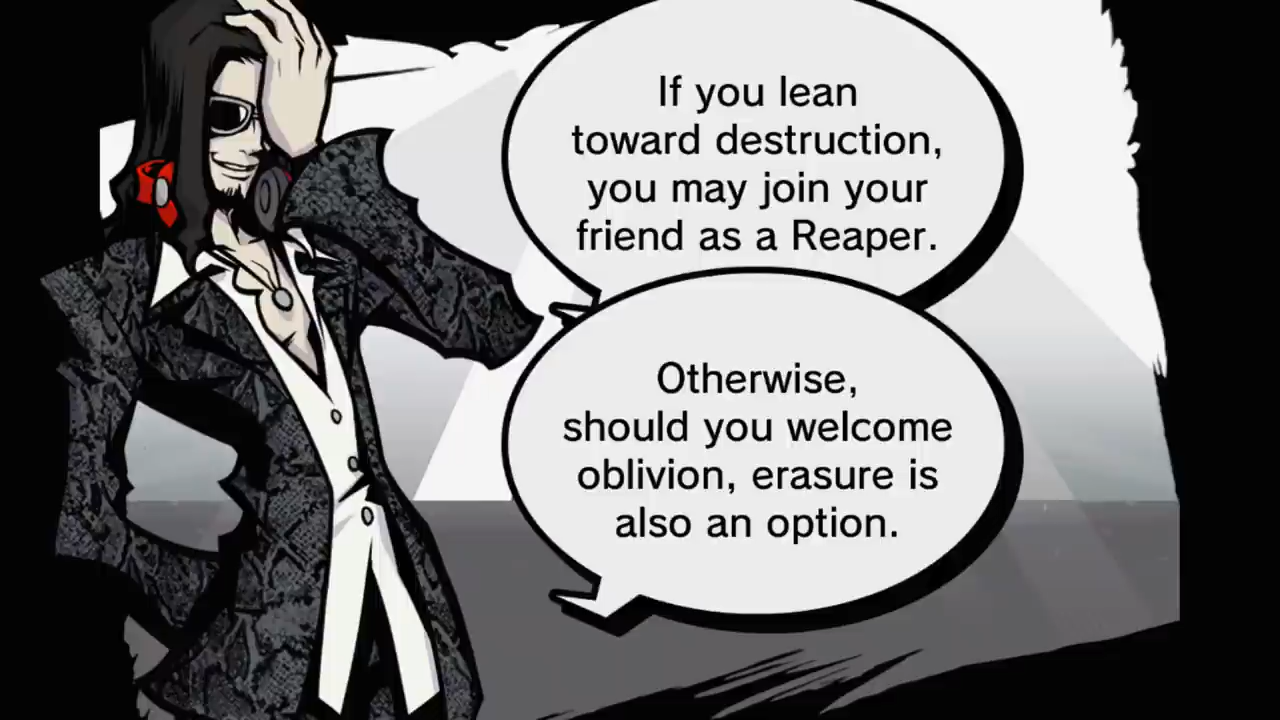 If you lean
toward destruction,
you may join your
friend as a Reaper.
Otherwise,
should you welcome
oblivion, erasure is
also an option.